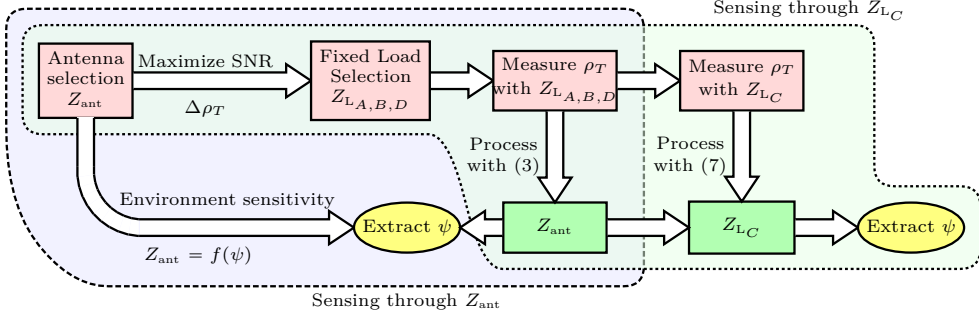 Sensing through Z_{L_C}
Antenna
selection
Z_ant
Maximize SNR
Δρ_T
Fixed Load
Selection
Z_{L_{A,B,D}}
Measure ρ_T
with Z_{L_{A,B,D}}
Measure ρ_T
with Z_{L_C}
Process
with (3)
Process
with (7)
Environment sensitivity
Z_ant = f(ψ)
Extract ψ
Z_ant
Z_{L_C}
Extract ψ
Sensing through Z_ant